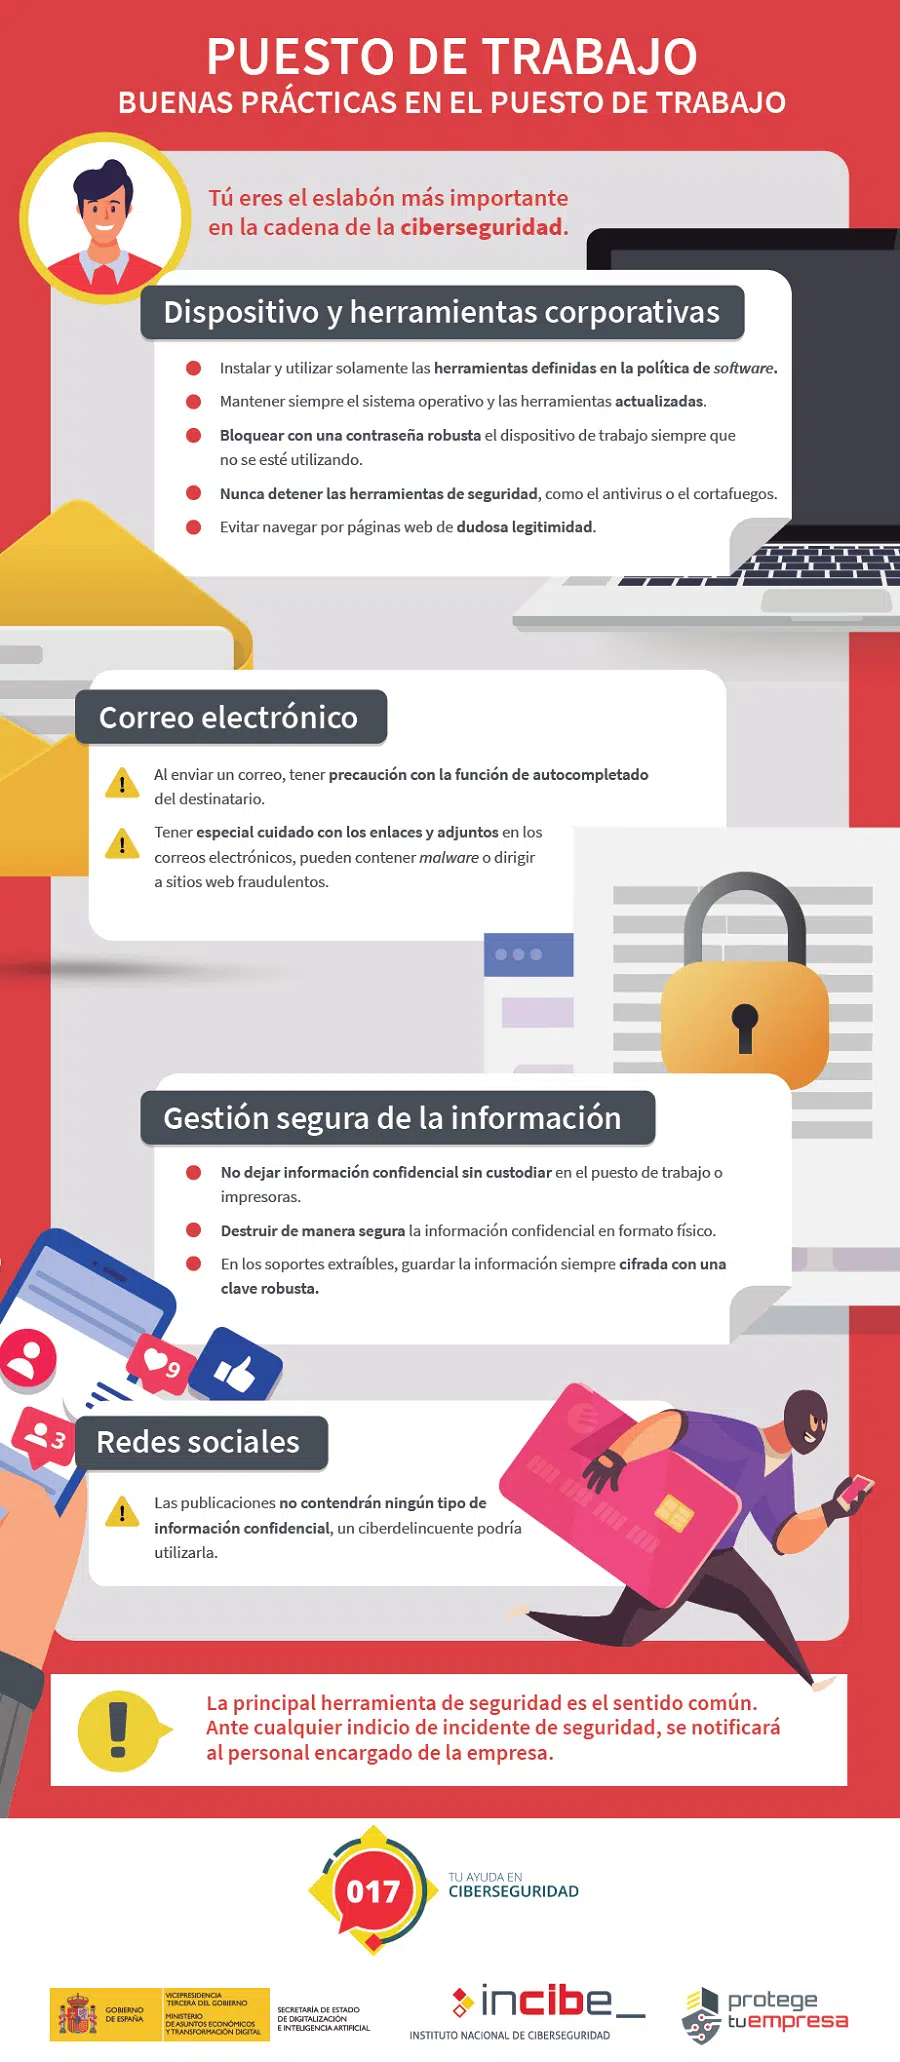 PUESTO DE TRABAJO
BUENAS PRÁCTICAS EN EL PUESTO DE TRABAJO
Tú eres el eslabón más importante
en la cadena de la ciberseguridad.
Dispositivo y herramientas corporativas
Instalar y utilizar solamente las herramientas definidas en la política de software.
Mantener siempre el sistema operativo y las herramientas actualizadas.
Bloquear con una contraseña robusta el dispositivo de trabajo siempre que
no se esté utilizando.
Nunca detener las herramientas de seguridad, como el antivirus o el cortafuegos.
Evitar navegar por páginas web de dudosa legitimidad.
Correo electrónico
Al enviar un correo, tener precaución con la función de autocompletado
del destinatario.
Tener especial cuidado con los enlaces y adjuntos en los
correos electrónicos, pueden contener malware o dirigir
a sitios web fraudulentos.
Gestión segura de la información
No dejar información confidencial sin custodiar en el puesto de trabajo o
impresoras.
Destruir de manera segura la información confidencial en formato físico.
En los soportes extraíbles, guardar la información siempre cifrada con una
clave robusta.
9
3
Redes sociales
Las publicaciones no contendrán ningún tipo de
información confidencial, un ciberdelincuente podría
utilizarla.
La principal herramienta de seguridad es el sentido común.
Ante cualquier indicio de incidente de seguridad, se notificará
al personal encargado de la empresa.
017
TU AYUDA EN
CIBERSEGURIDAD
GOBIERNO
DE ESPAÑA
VICEPRESIDENCIA
TERCERA DEL GOBIERNO
MINISTERIO
DE ASUNTOS ECONÓMICOS
Y TRANSFORMACIÓN DIGITAL
SECRETARÍA DE ESTADO
DE DIGITALIZACIÓN
E INTELIGENCIA ARTIFICIAL
incibe_
INSTITUTO NACIONAL DE CIBERSEGURIDAD
protege
tuempresa